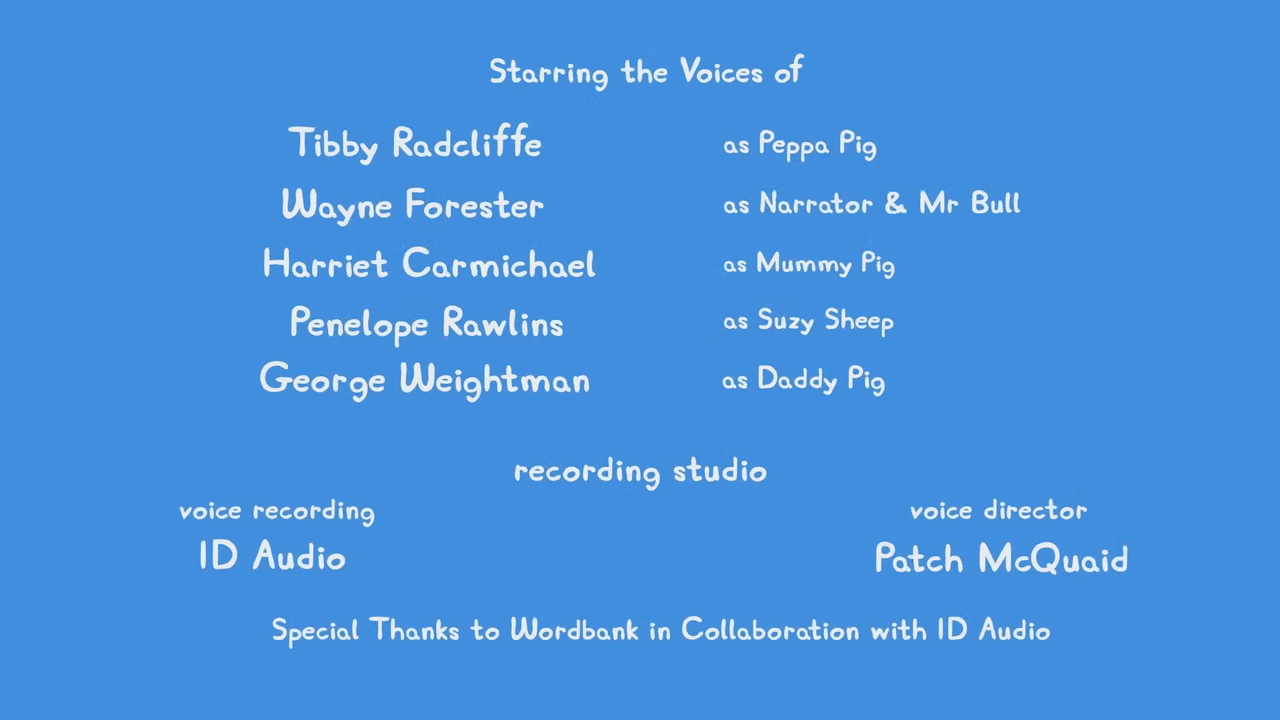 Starring the Voices of
Tibby Radcliffe as Peppa Pig
Wayne Forester as Narrator & Mr Bull
Harriet Carmichael as Mummy Pig
Penelope Rawlins as Suzy Sheep
George Weightman as Daddy Pig
recording studio
voice recording voice director
ID Audio Patch McQuaid
Special Thanks to Wordbank in Collaboration with ID Audio